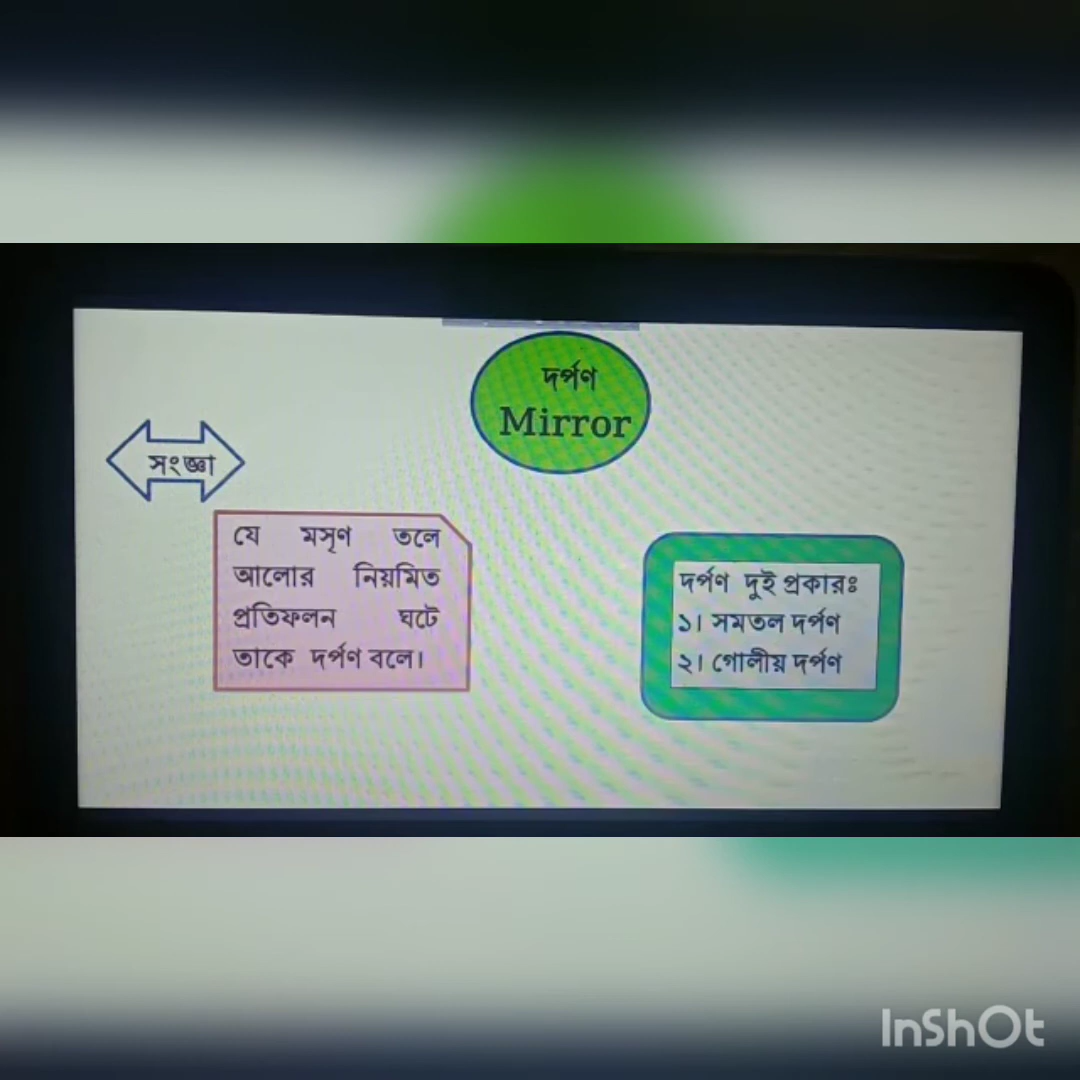 দর্পণ
Mirror
সংজ্ঞা
যে মসৃণ তলে
আলোর নিয়মিত
প্রতিফলন ঘটে
তাকে দর্পণ বলে।
দর্পণ দুই প্রকারঃ
১। সমতল দর্পণ
২। গোলীয় দর্পণ
InShOt